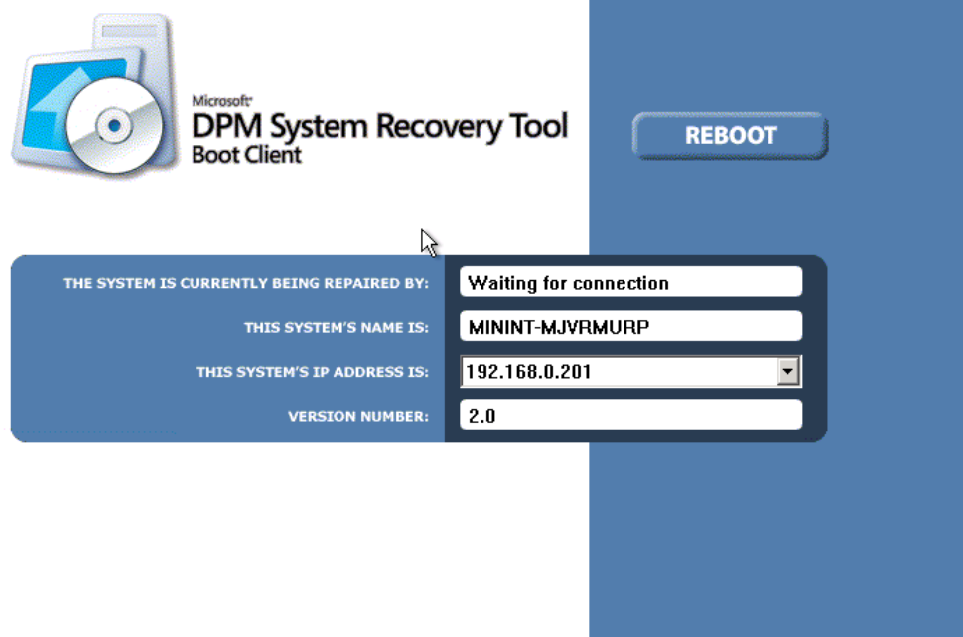 Microsoft®
DPM System Recovery Tool
Boot Client
REBOOT
THE SYSTEM IS CURRENTLY BEING REPAIRED BY: Waiting for connection
THIS SYSTEM'S NAME IS: MININT-MJVRMURP
THIS SYSTEM'S IP ADDRESS IS: 192.168.0.201
VERSION NUMBER: 2.0